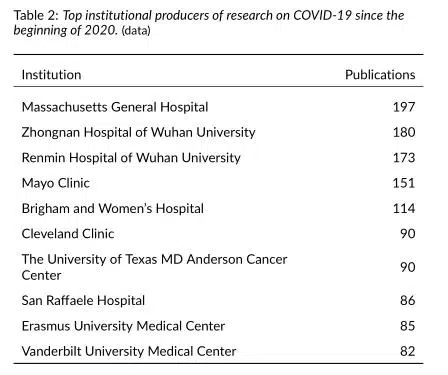 Table 2: Top institutional producers of research on COVID-19 since the
beginning of 2020. (data)
Institution Publications
Massachusetts General Hospital 197
Zhongnan Hospital of Wuhan University 180
Renmin Hospital of Wuhan University 173
Mayo Clinic 151
Brigham and Women's Hospital 114
Cleveland Clinic 90
The University of Texas MD Anderson Cancer
Center 90
San Raffaele Hospital 86
Erasmus University Medical Center 85
Vanderbilt University Medical Center 82